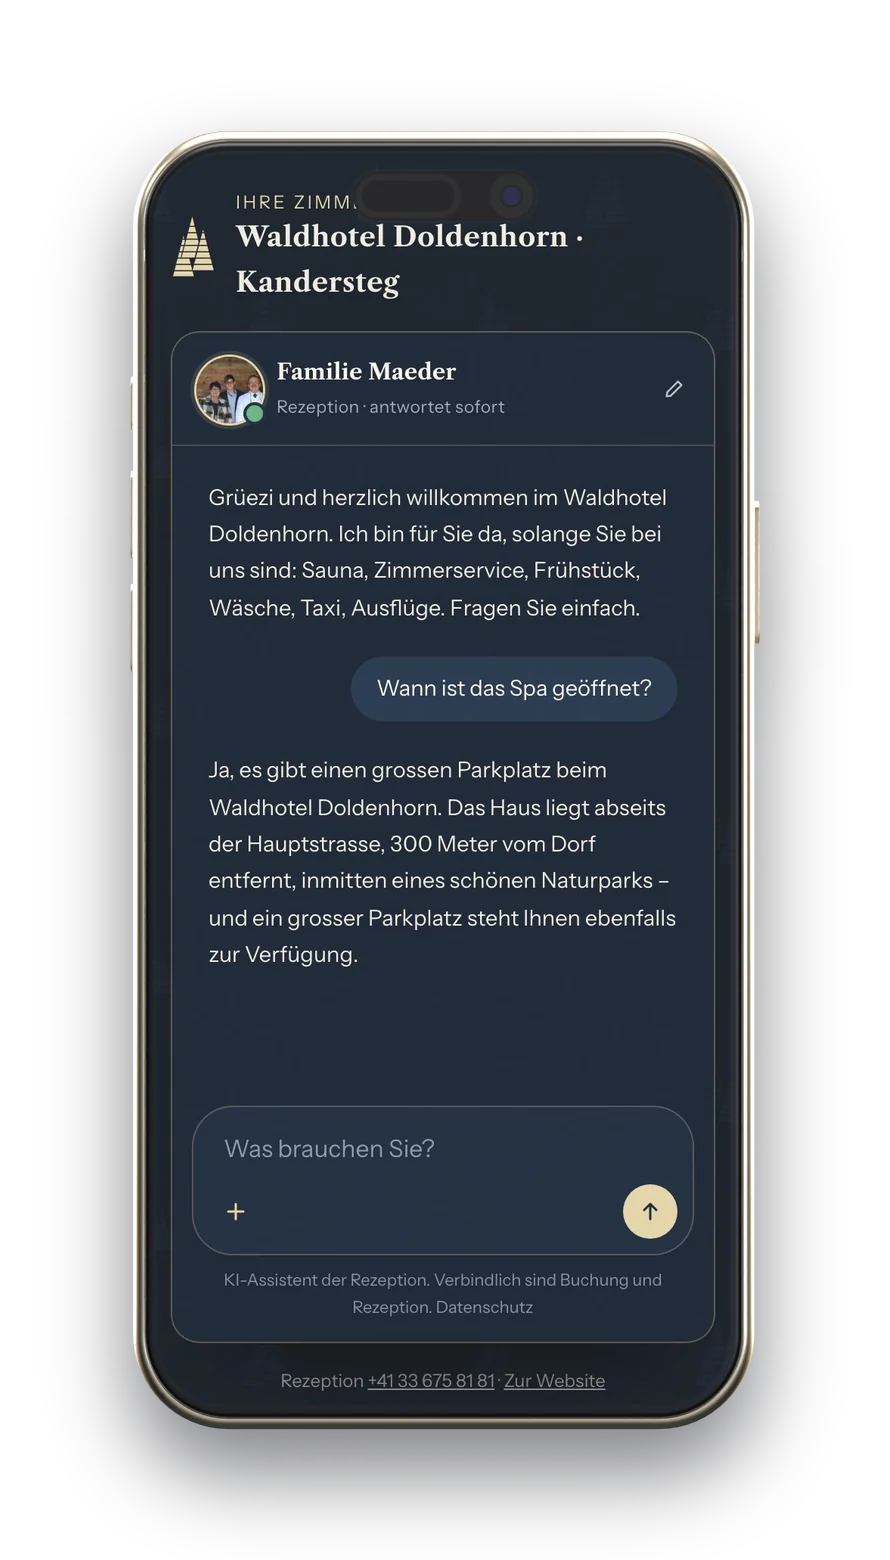 IHRE ZIMM
Waldhotel Doldenhorn ·
Kandersteg
Familie Maeder
Rezeption · antwortet sofort
Grüezi und herzlich willkommen im Waldhotel
Doldenhorn. Ich bin für Sie da, solange Sie bei
uns sind: Sauna, Zimmerservice, Frühstück,
Wäsche, Taxi, Ausflüge. Fragen Sie einfach.
Wann ist das Spa geöffnet?
Ja, es gibt einen grossen Parkplatz beim
Waldhotel Doldenhorn. Das Haus liegt abseits
der Hauptstrasse, 300 Meter vom Dorf
entfernt, inmitten eines schönen Naturparks –
und ein grosser Parkplatz steht Ihnen ebenfalls
zur Verfügung.
Was brauchen Sie?
KI-Assistent der Rezeption. Verbindlich sind Buchung und
Rezeption. Datenschutz
Rezeption +41 33 675 81 81 · Zur Website